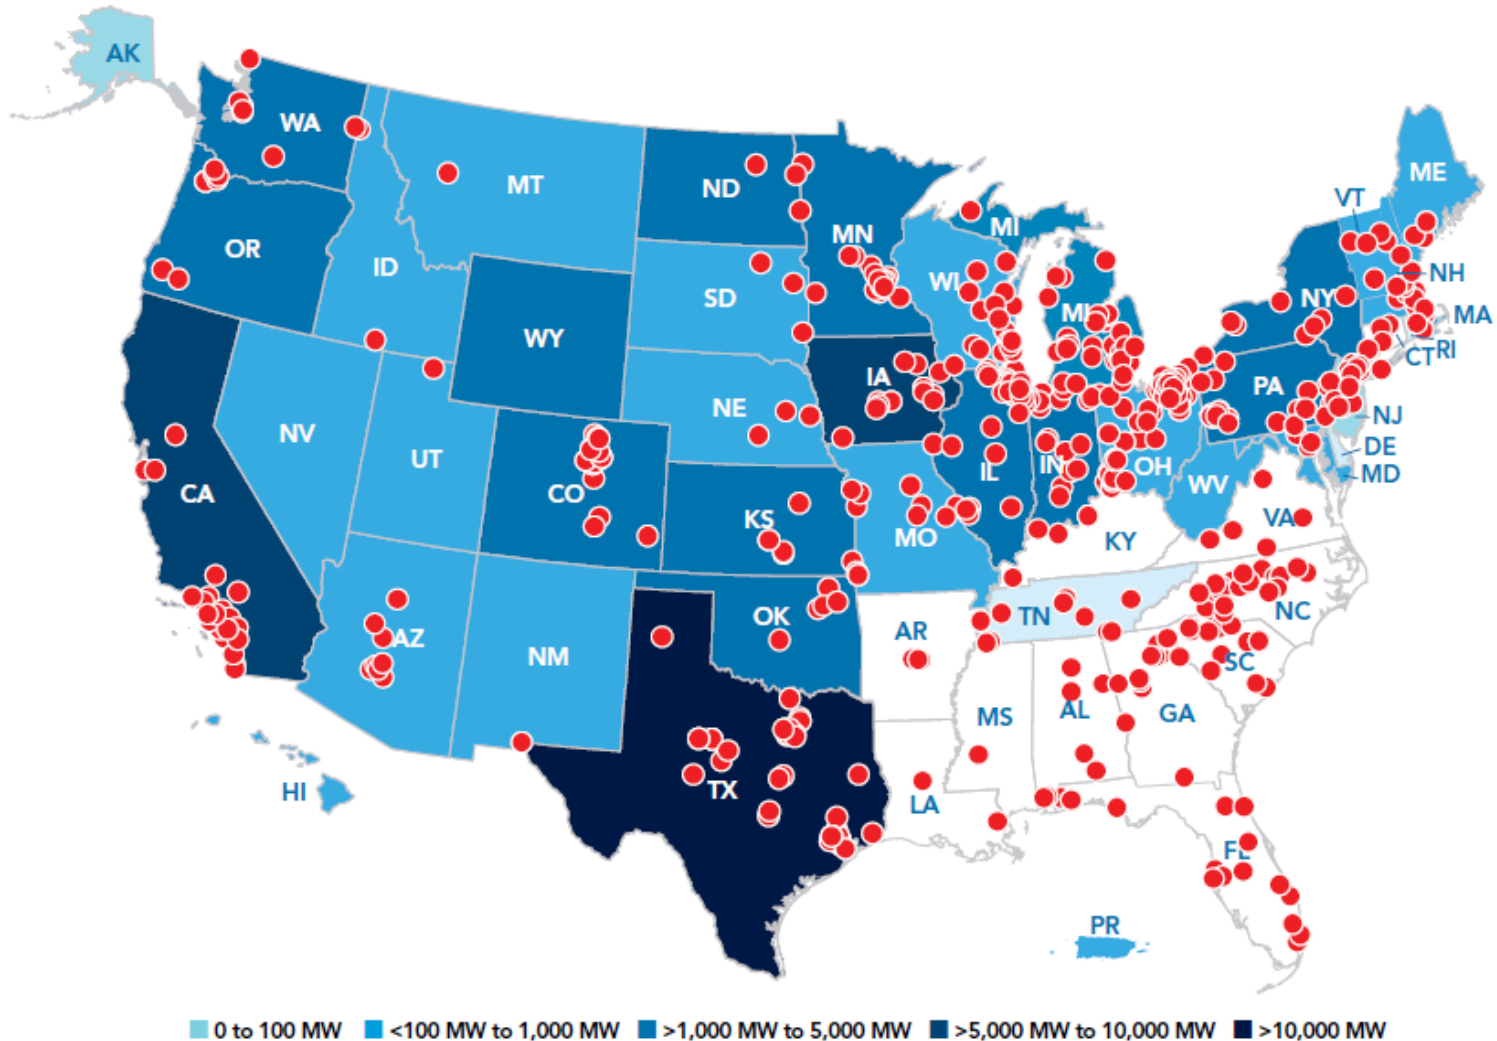 AK
WA
MT
ND
MN
MI
ME
VT
OR
ID
SD
WI
MI
NY
NH
MA
WY
CT
RI
IA
PA
NE
NJ
NV
UT
CO
IL
IN
OH
DE
MD
WV
CA
KS
MO
KY
VA
OK
AR
TN
NC
AZ
NM
SC
MS
AL
GA
TX
HI
LA
FL
PR
0 to 100 MW <100 MW to 1,000 MW >1,000 MW to 5,000 MW >5,000 MW to 10,000 MW >10,000 MW